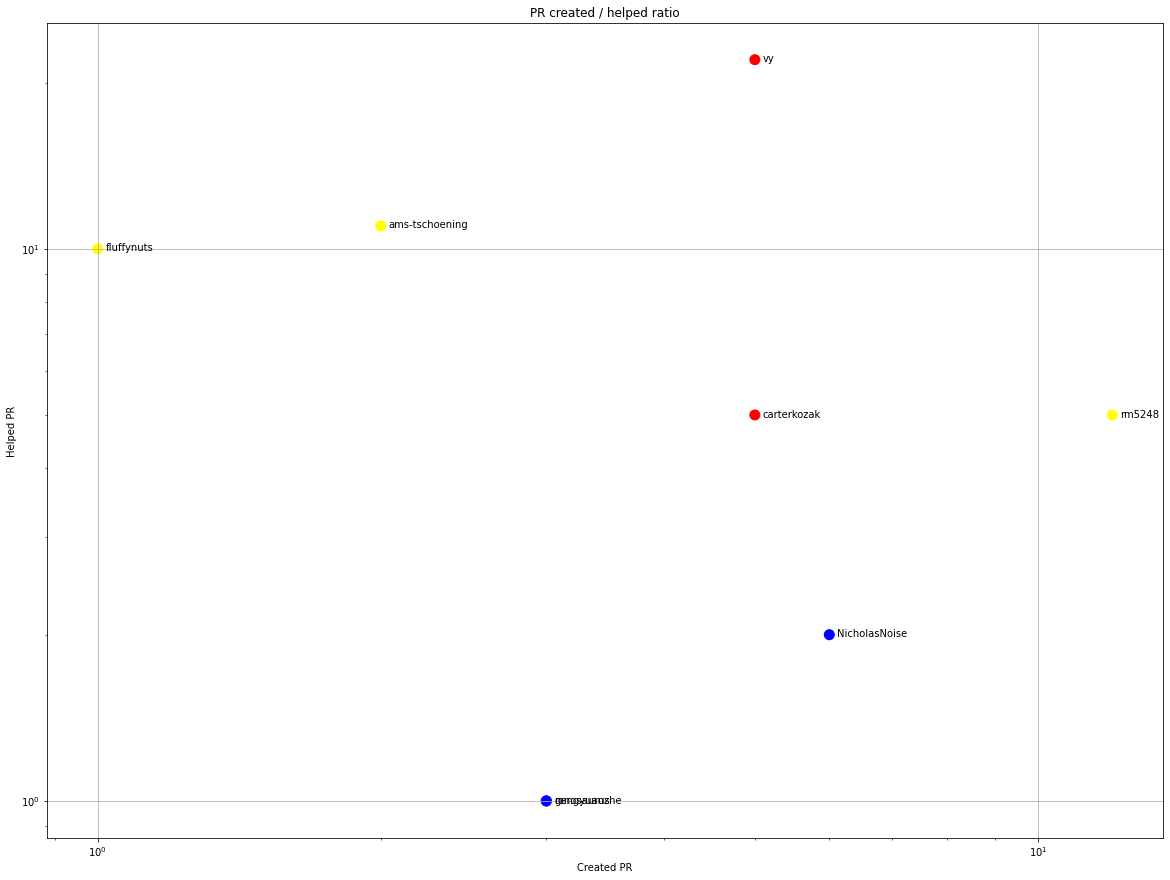 PR created / helped ratio
vy
ams-tschoening
fluffynuts
10¹
carterkozak
rm5248
Helped PR
NicholasNoise
10⁰
10⁰
10¹
Created PR